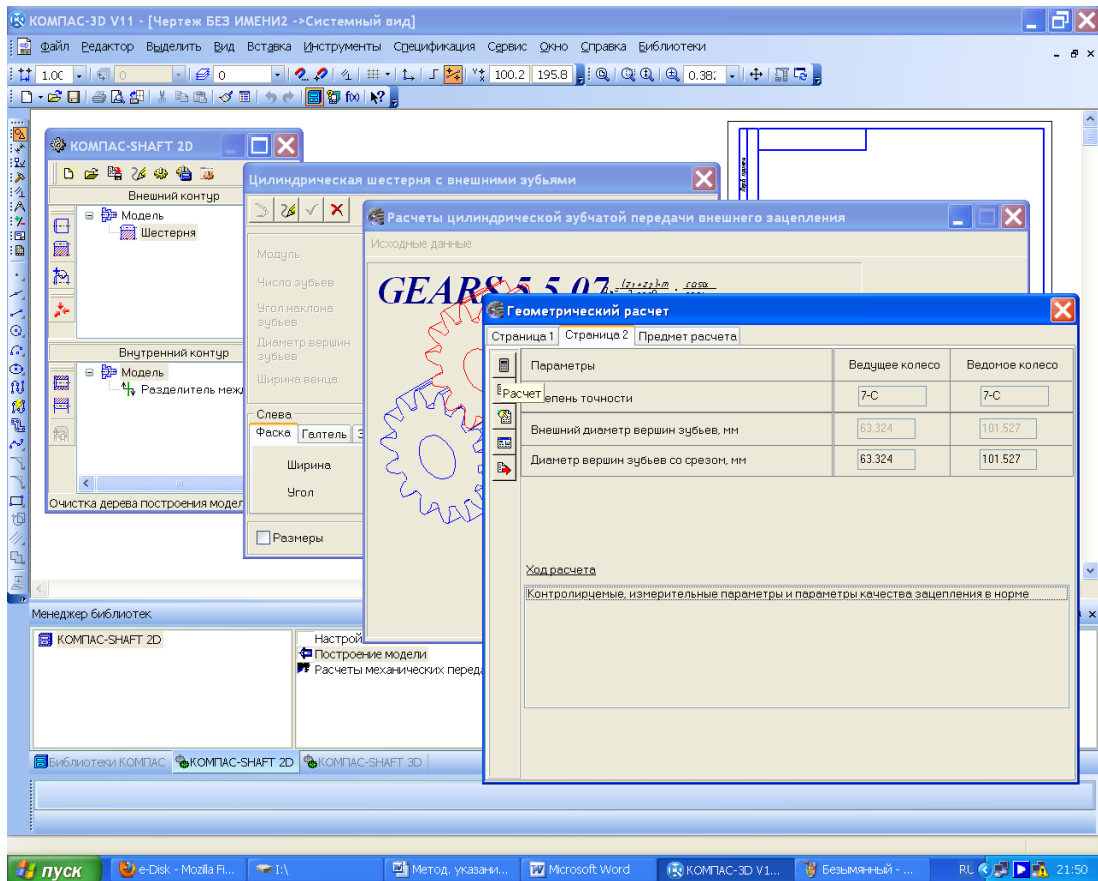 КОМПАС-3D V11 - [Чертеж БЕЗ ИМЕНИ2 ->Системный вид]
Файл Редактор Выделить Вид Вставка Инструменты Спецификация Сервис Окно Справка Библиотеки
1.0 0 0 100.2 195.8 0.38
КОМПАС-SHAFT 2D
Внешний контур
Модель
Шестерня
Внутренний контур
Модель
Разделитель меж
Очистка дерева построения модел
Цилиндрическая шестерня с внешними зубьями
Модуль
Число зубьев
Угол наклона
зубьев
Диаметр вершин
зубьев
Ширина венца
Слева
Фаска Галтель
Ширина
Угол
Размеры
Расчеты цилиндрической зубчатой передачи внешнего зацепления
Исходные данные
GEARS 5.5.07
Геометрический расчет
Страница 1 Страница 2 Предмет расчета
Параметры Ведущее колесо Ведомое колесо
Расчет
епень точности 7-С 7-С
Внешний диаметр вершин зубьев, мм 63.324 101.527
Диаметр вершин зубьев со срезом, мм 63.324 101.527
Ход расчета
Контролируемые, измерительные параметры и параметры качества зацепления в норме
Менеджер библиотек
КОМПАС-SHAFT 2D
Настрой
Построение модели
Расчеты механических перед
Библиотеки КОМПАС КОМПАС-SHAFT 2D КОМПАС-SHAFT 3D
пуск e-Disk - Mozilla Fi... I:\ Метод. указани... Microsoft Word КОМПАС-3D V1... Безымянный - ... RL 21:50